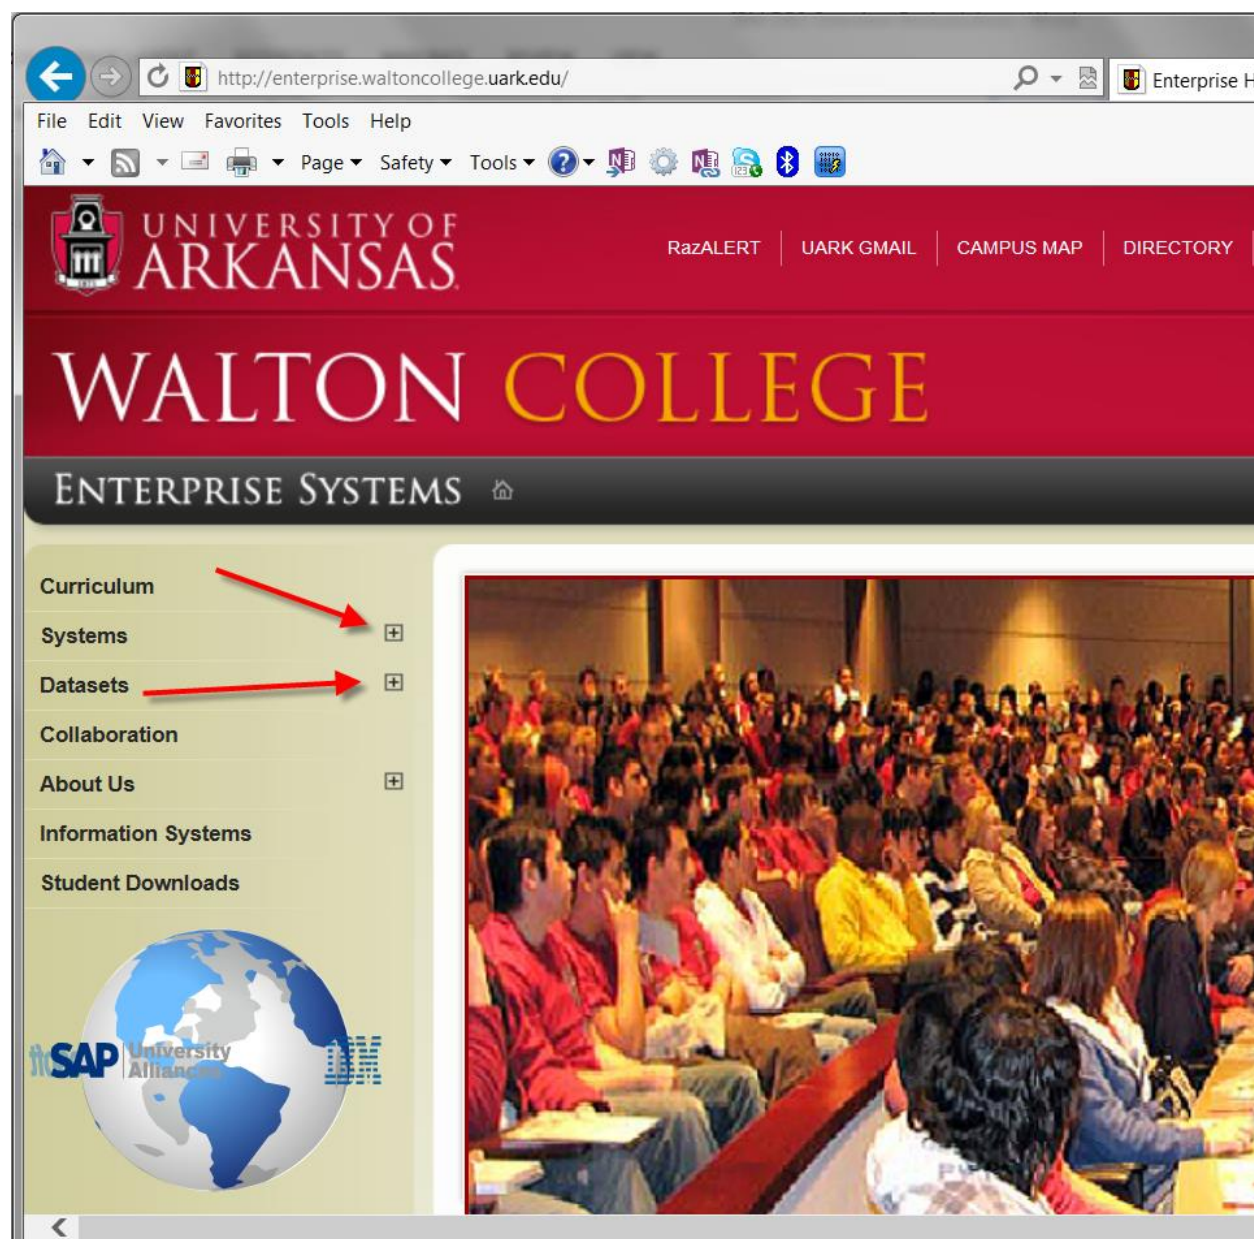 http://enterprise.waltoncollege.uark.edu/
Enterprise H
File Edit View Favorites Tools Help
Page Safety Tools
UNIVERSITY OF
ARKANSAS
RazALERT UARK GMAIL CAMPUS MAP DIRECTORY
WALTON COLLEGE
ENTERPRISE SYSTEMS
Curriculum
Systems
Datasets
Collaboration
About Us
Information Systems
Student Downloads
SAP University
Alliances
IBM